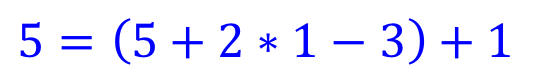 5 = (5 + 2 ∗ 1 − 3) + 1